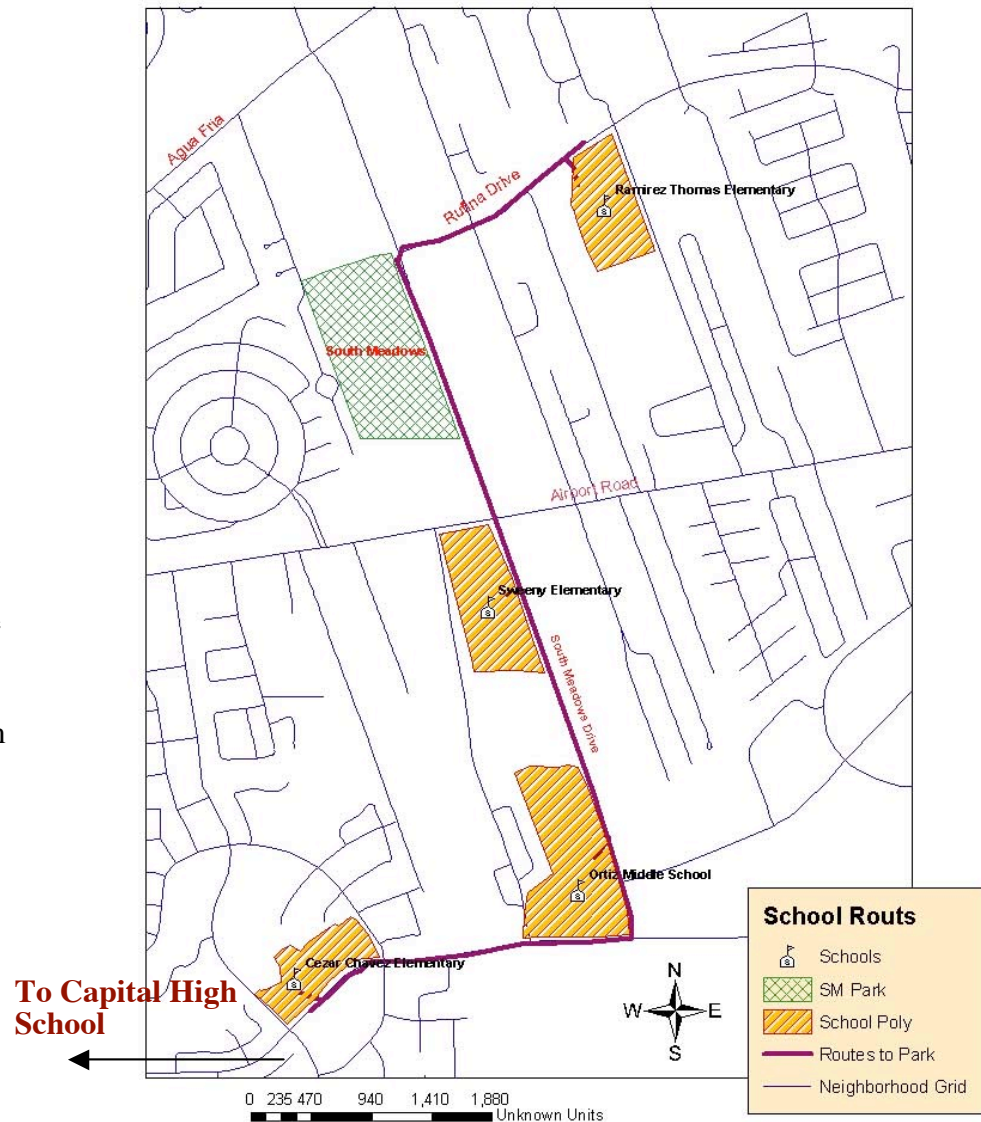 Agua Fria
Rufina Drive
Ramirez Thomas Elementary
South Meadows
Airport Road
Sweeny Elementary
South Meadows Drive
n
Ortiz Middle School
Cezar Chavez Elementary
To Capital High
School
N
W E
S
School Routs
Schools
SM Park
School Poly
Routes to Park
Neighborhood Grid
0 235 470 940 1,410 1,880
Unknown Units